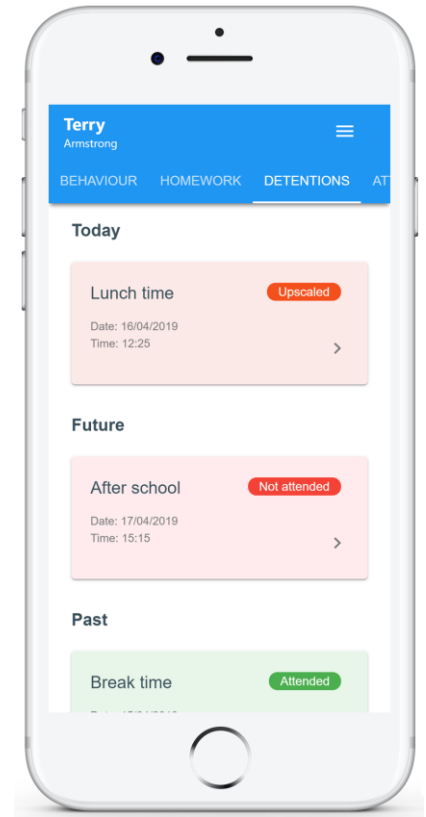 Terry
Armstrong
BEHAVIOUR HOMEWORK DETENTIONS
Today
Lunch time Upscaled
Date: 16/04/2019
Time: 12:25
Future
After school Not attended
Date: 17/04/2019
Time: 15:15
Past
Break time Attended